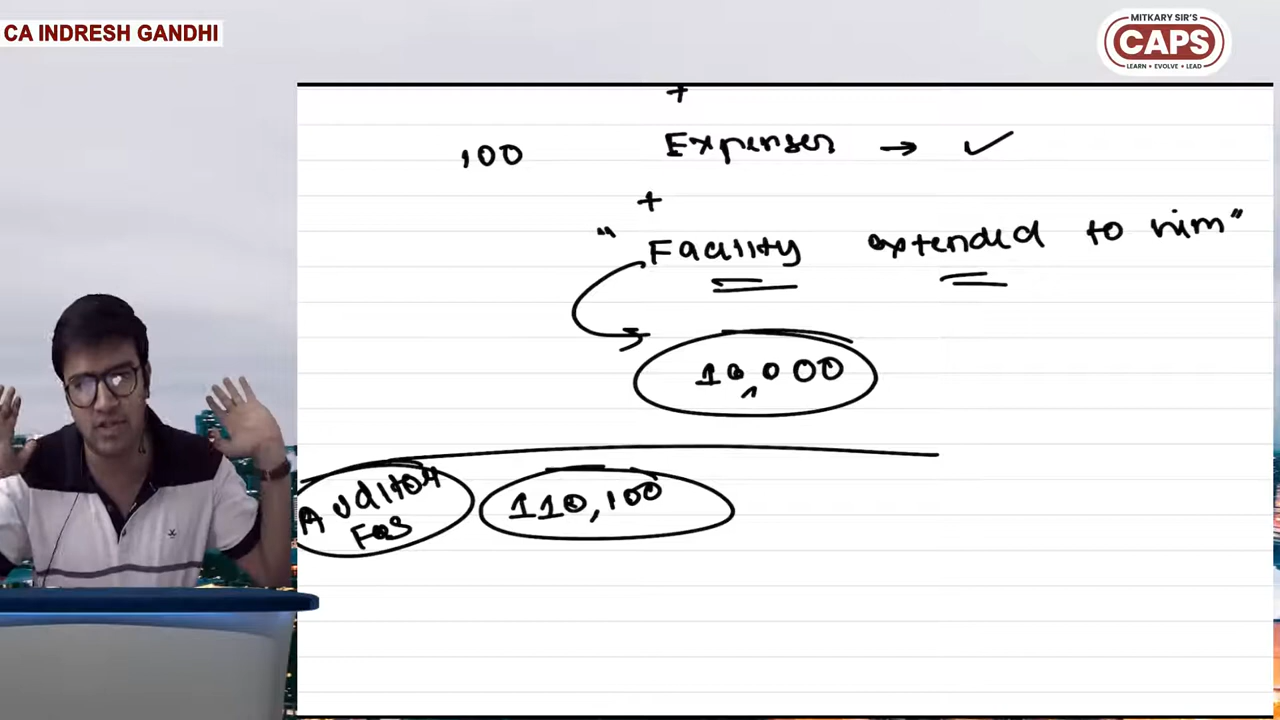 CA INDRESH GANDHI
MITKARY SIR'S
CAPS
LEARN • EVOLVE • LEAD
+
100 Expenses → ✓
+
"Facility extended to him"
10,000
Auditor
Fees
110,100